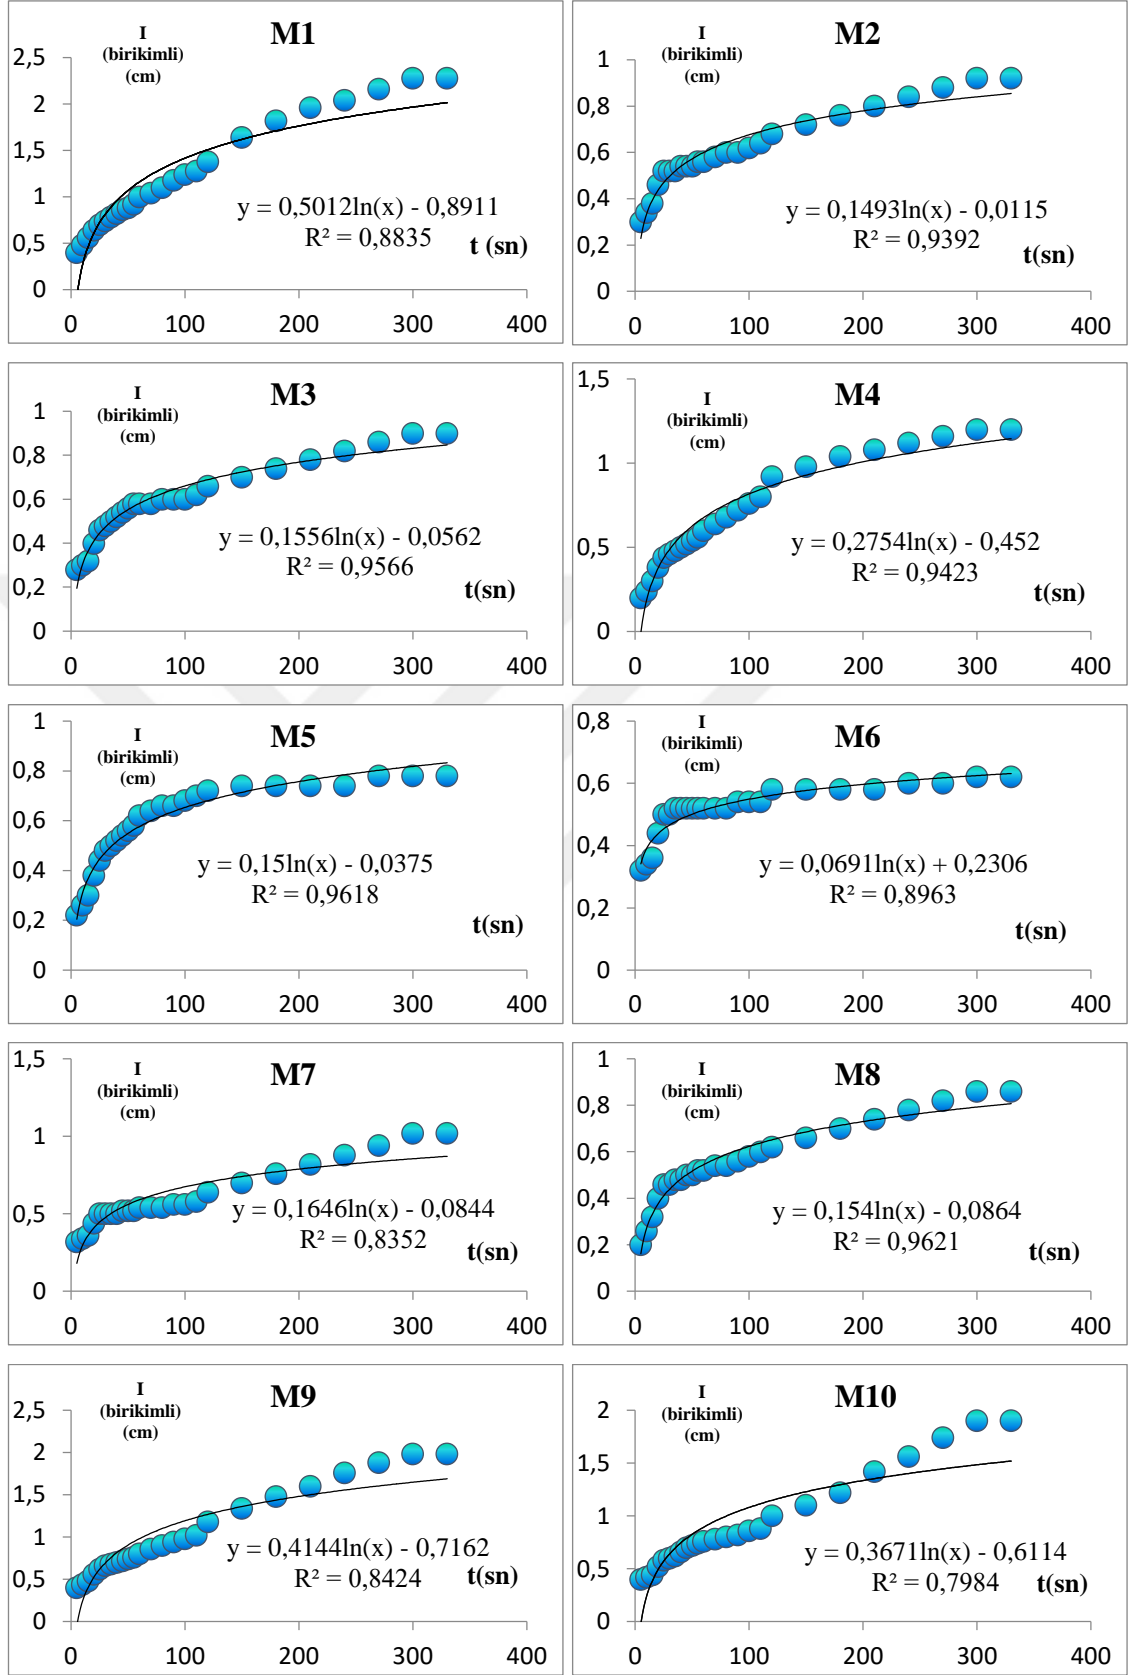 M1
I
(birikimli)
(cm)
2,5
2
1,5
1
0,5
0
y = 0,5012ln(x) - 0,8911
R² = 0,8835
t (sn)
0 100 200 300 400
M2
I
(birikimli)
(cm)
1
0,8
0,6
0,4
0,2
0
y = 0,1493ln(x) - 0,0115
R² = 0,9392
t(sn)
0 100 200 300 400
M3
I
(birikimli)
(cm)
1
0,8
0,6
0,4
0,2
0
y = 0,1556ln(x) - 0,0562
R² = 0,9566
t(sn)
0 100 200 300 400
M4
I
(birikimli)
(cm)
1,5
1
0,5
0
y = 0,2754ln(x) - 0,452
R² = 0,9423
t(sn)
0 100 200 300 400
M5
I
(birikimli)
(cm)
1
0,8
0,6
0,4
0,2
0
y = 0,15ln(x) - 0,0375
R² = 0,9618
t(sn)
0 100 200 300 400
M6
I
(birikimli)
(cm)
0,8
0,6
0,4
0,2
0
y = 0,0691ln(x) + 0,2306
R² = 0,8963
t(sn)
0 100 200 300 400
M7
I
(birikimli)
(cm)
1,5
1
0,5
0
y = 0,1646ln(x) - 0,0844
R² = 0,8352
t(sn)
0 100 200 300 400
M8
I
(birikimli)
(cm)
1
0,8
0,6
0,4
0,2
0
y = 0,154ln(x) - 0,0864
R² = 0,9621
t(sn)
0 100 200 300 400
M9
I
(birikimli)
(cm)
2,5
2
1,5
1
0,5
0
y = 0,4144ln(x) - 0,7162
R² = 0,8424
t(sn)
0 100 200 300 400
M10
I
(birikimli)
(cm)
2
1,5
1
0,5
0
y = 0,3671ln(x) - 0,6114
R² = 0,7984
t(sn)
0 100 200 300 400